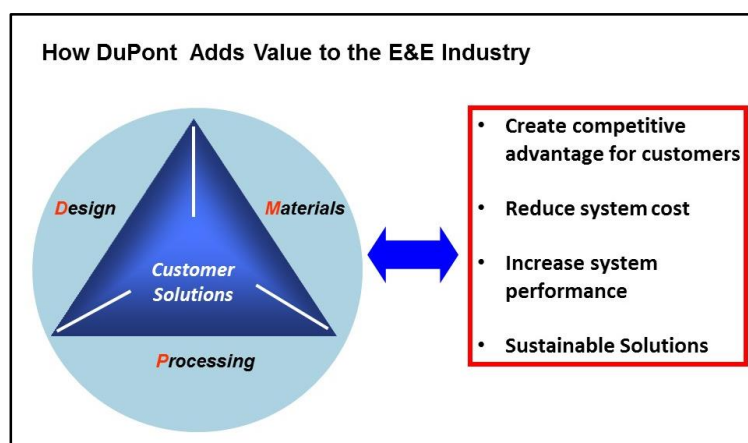 How DuPont Adds Value to the E&E Industry
Design
Materials
Customer
Solutions
Processing
• Create competitive
advantage for customers
• Reduce system cost
• Increase system
performance
• Sustainable Solutions